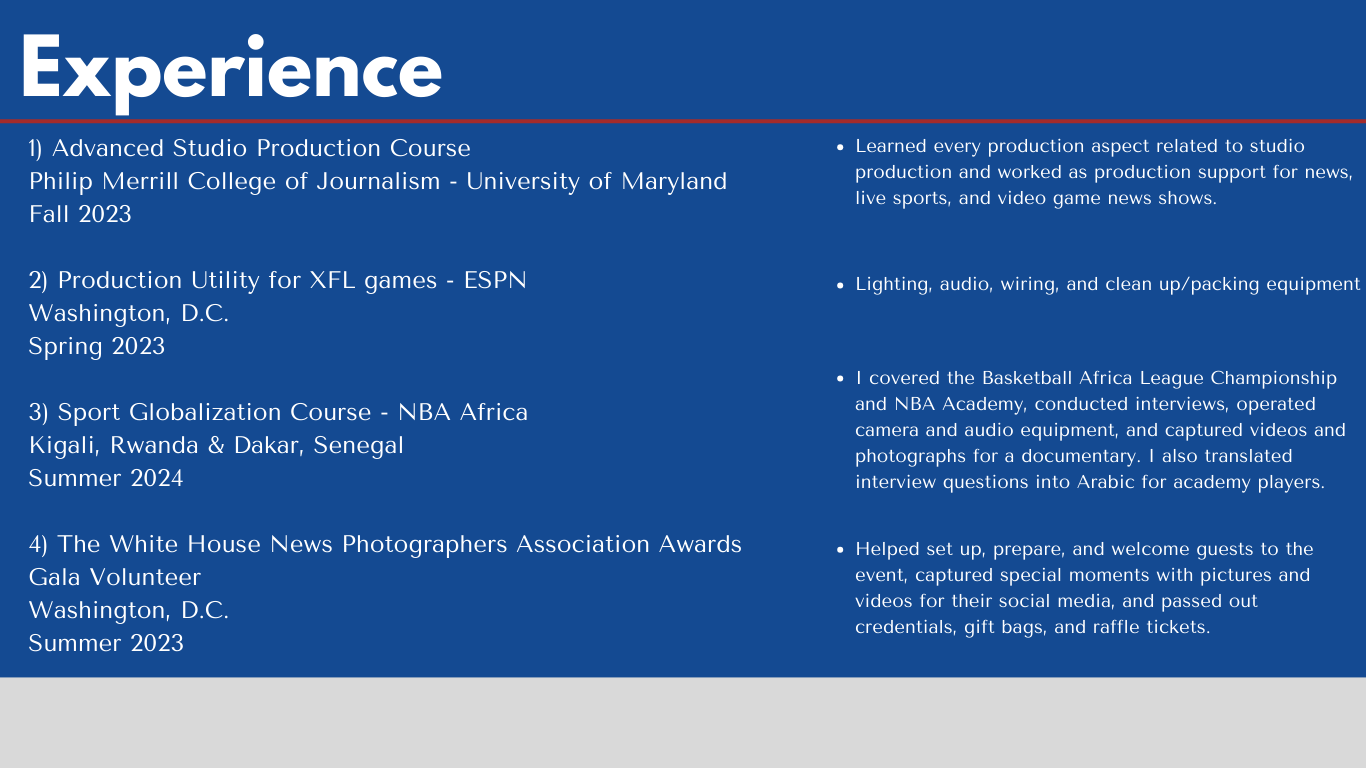 Experience
1) Advanced Studio Production Course
Philip Merrill College of Journalism - University of Maryland
Fall 2023
• Learned every production aspect related to studio
production and worked as production support for news,
live sports, and video game news shows.
2) Production Utility for XFL games - ESPN
Washington, D.C.
Spring 2023
• Lighting, audio, wiring, and clean up/packing equipment
3) Sport Globalization Course - NBA Africa
Kigali, Rwanda & Dakar, Senegal
Summer 2024
• I covered the Basketball Africa League Championship
and NBA Academy, conducted interviews, operated
camera and audio equipment, and captured videos and
photographs for a documentary. I also translated
interview questions into Arabic for academy players.
4) The White House News Photographers Association Awards
Gala Volunteer
Washington, D.C.
Summer 2023
• Helped set up, prepare, and welcome guests to the
event, captured special moments with pictures and
videos for their social media, and passed out
credentials, gift bags, and raffle tickets.